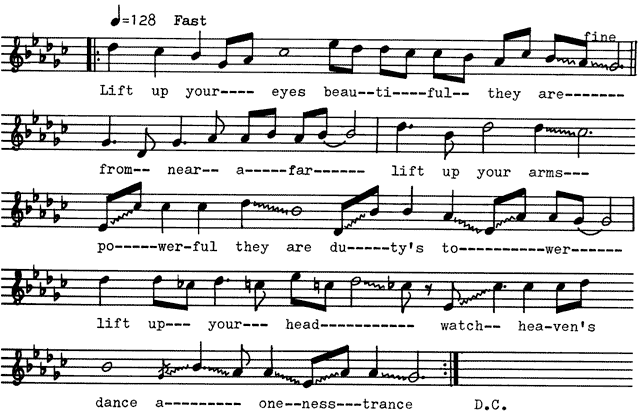 ♩=128 Fast
fine
Lift up your---- eyes beau--ti---ful-- they are-------
from-- near-- a-----far------ lift up your arms---
po-----wer-ful they are du----ty's to----------wer------
lift up--- your--- head------------ watch-- hea-ven's
dance a--------- one--ness---trance D.C.